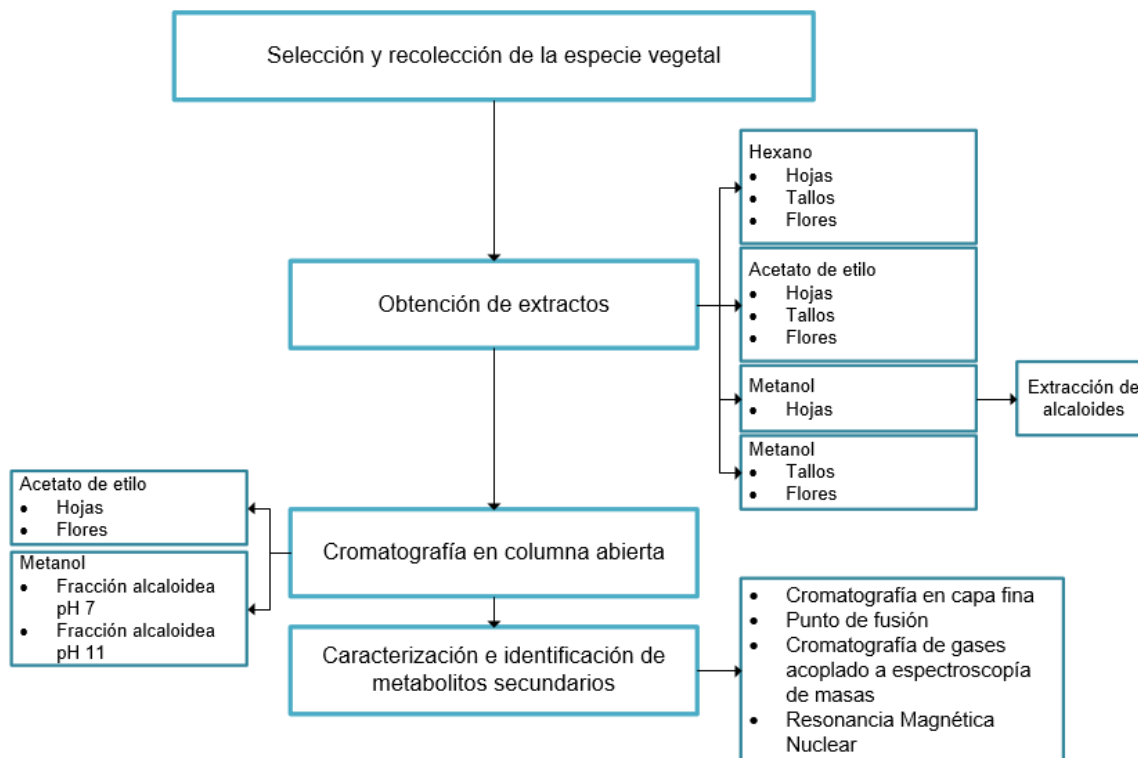 Selección y recolección de la especie vegetal
Obtención de extractos
Hexano
• Hojas
• Tallos
• Flores
Acetato de etilo
• Hojas
• Tallos
• Flores
Metanol
• Hojas
Extracción de
alcaloides
Metanol
• Tallos
• Flores
Cromatografía en columna abierta
Acetato de etilo
• Hojas
• Flores
Metanol
• Fracción alcaloidea
pH 7
• Fracción alcaloidea
pH 11
Caracterización e identificación de
metabolitos secundarios
• Cromatografía en capa fina
• Punto de fusión
• Cromatografía de gases
acoplado a espectroscopía
de masas
• Resonancia Magnética
Nuclear